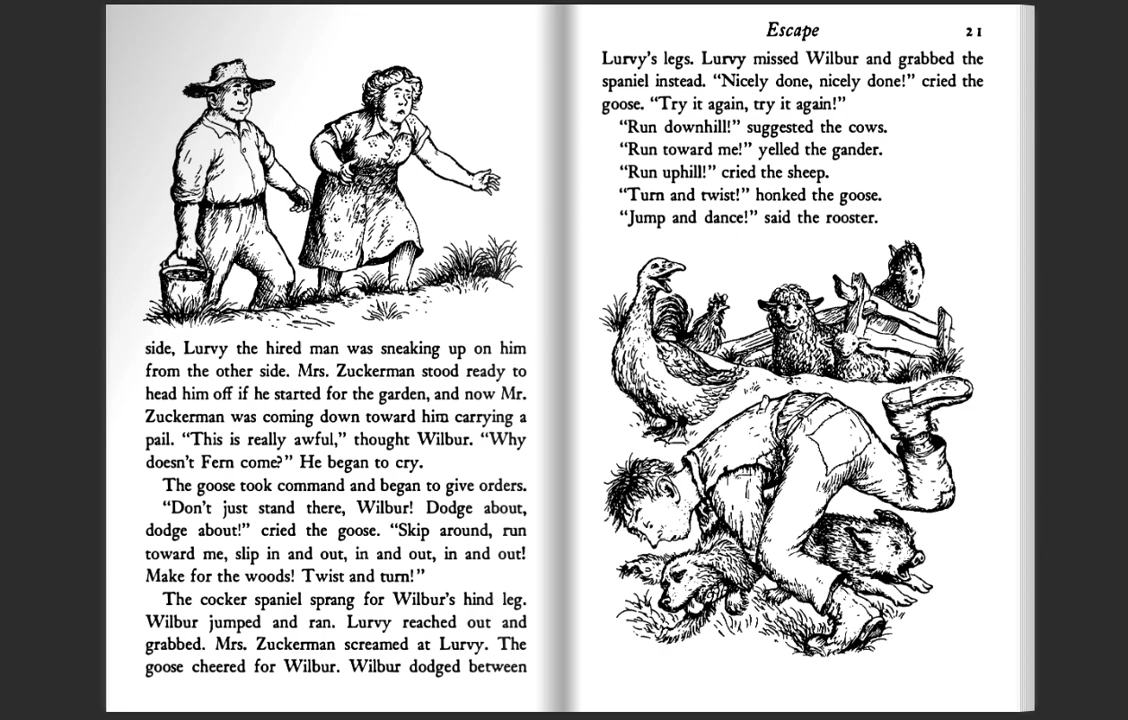 side, Lurvy the hired man was sneaking up on him
from the other side. Mrs. Zuckerman stood ready to
head him off if he started for the garden, and now Mr.
Zuckerman was coming down toward him carrying a
pail. “This is really awful,” thought Wilbur. “Why
doesn’t Fern come?” He began to cry.
The goose took command and began to give orders.
“Don’t just stand there, Wilbur! Dodge about,
dodge about!” cried the goose. “Skip around, run
toward me, slip in and out, in and out, in and out!
Make for the woods! Twist and turn!”
The cocker spaniel sprang for Wilbur’s hind leg.
Wilbur jumped and ran. Lurvy reached out and
grabbed. Mrs. Zuckerman screamed at Lurvy. The
goose cheered for Wilbur. Wilbur dodged between
Escape 21
Lurvy’s legs. Lurvy missed Wilbur and grabbed the
spaniel instead. “Nicely done, nicely done!” cried the
goose. “Try it again, try it again!”
“Run downhill!” suggested the cows.
“Run toward me!” yelled the gander.
“Run uphill!” cried the sheep.
“Turn and twist!” honked the goose.
“Jump and dance!” said the rooster.